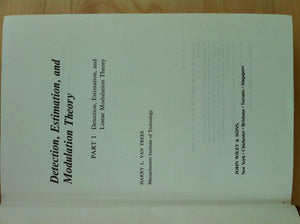 Detection, Estimation, and
Modulation Theory
PART I Detection, Estimation, and
Linear Modulation Theory
HARRY L. VAN TREES
Massachusetts Institute of Technology
JOHN WILEY & SONS
New York · Chichester · Brisbane · Toronto · Singapore